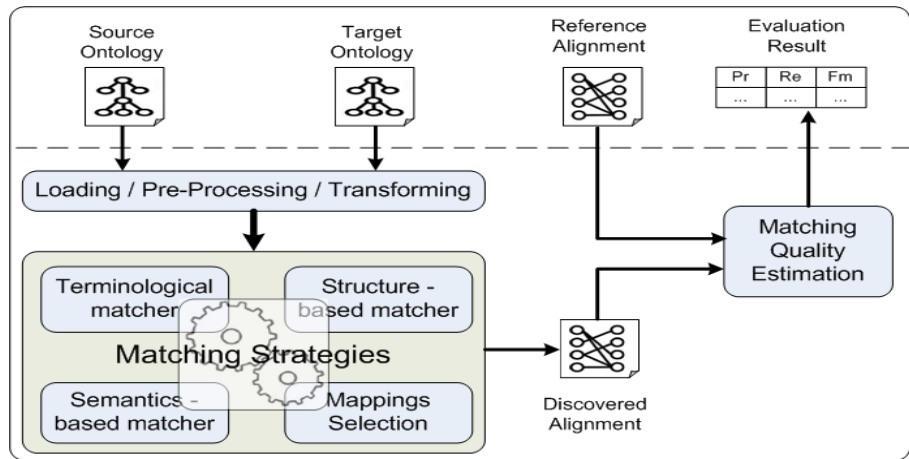 Source
Ontology
Target
Ontology
Reference
Alignment
Evaluation
Result
Pr Re Fm
... ... ...
Loading / Pre-Processing / Transforming
Terminological
matcher
Structure -
based matcher
Matching Strategies
Semantics -
based matcher
Mappings
Selection
Discovered
Alignment
Matching
Quality
Estimation